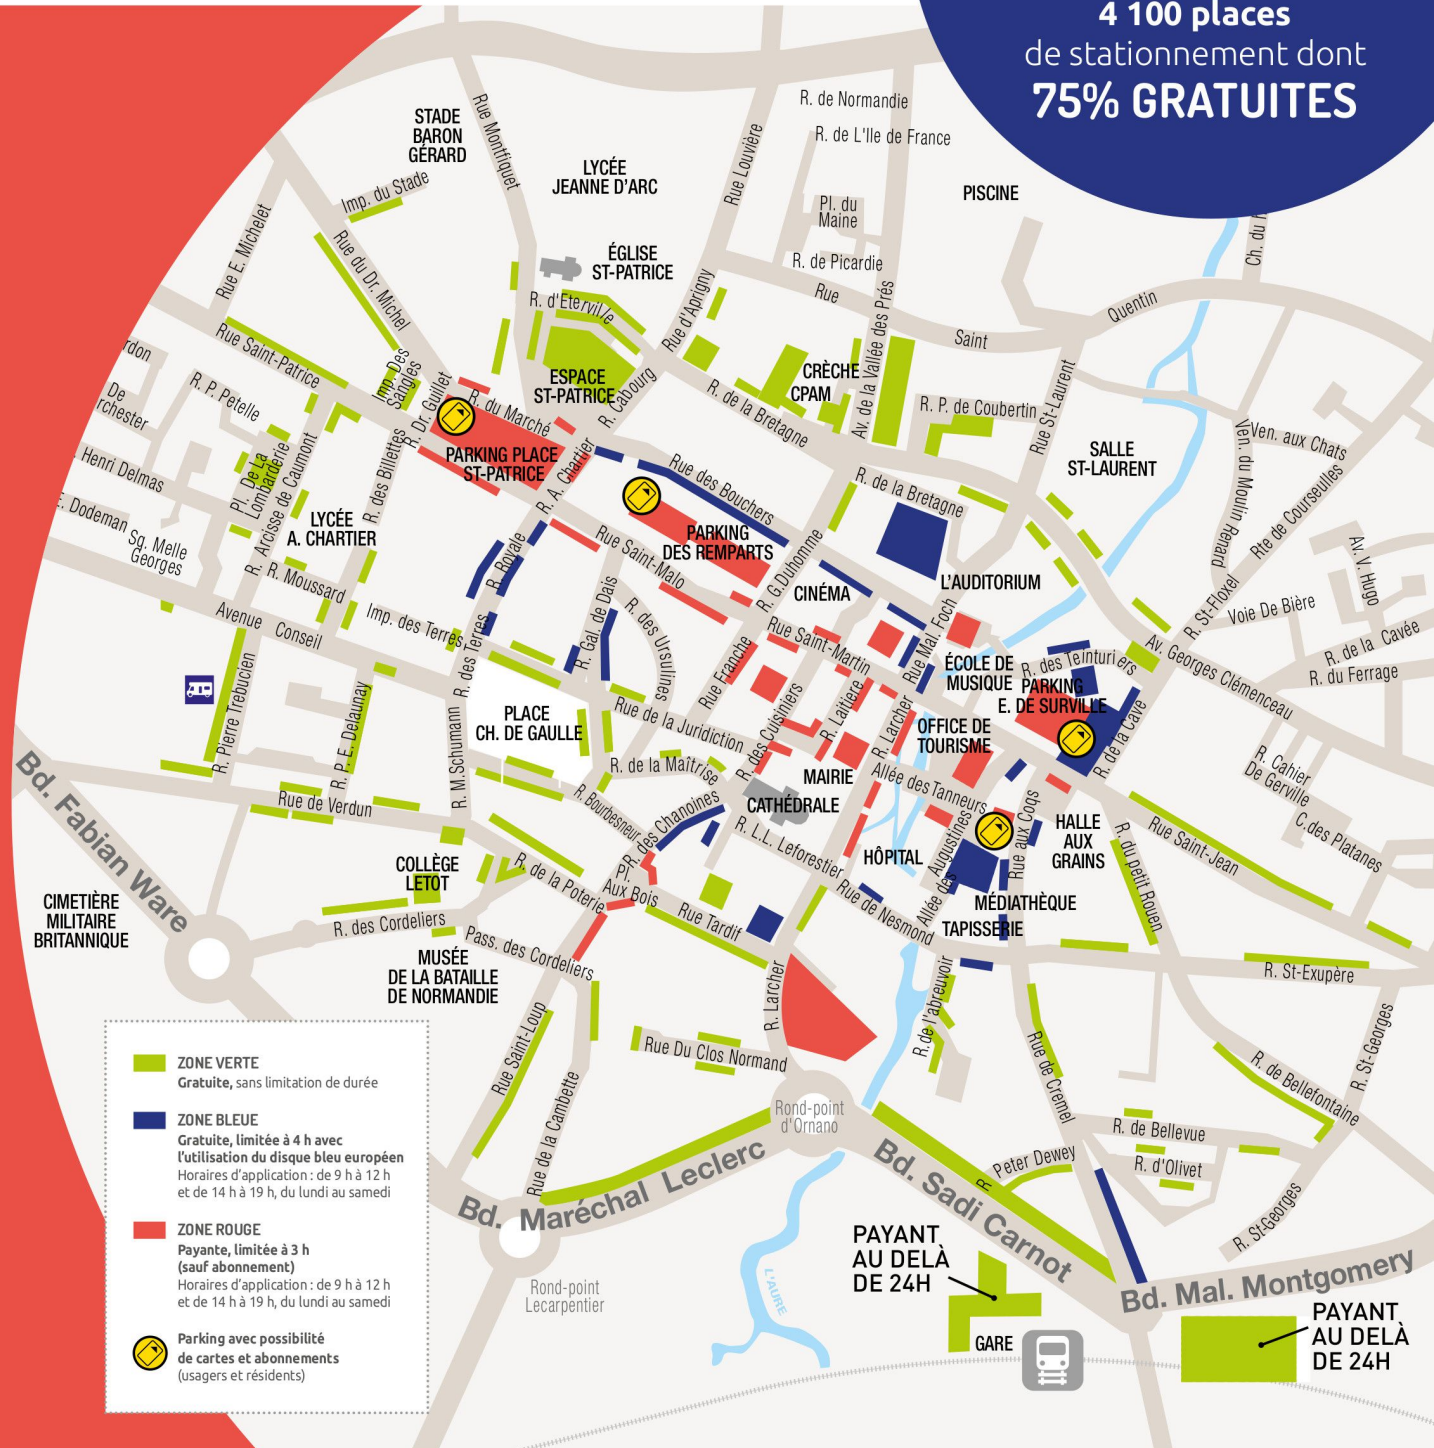 4 100 places
de stationnement dont
75% GRATUITES
R. de Normandie
R. de L'Ile de France
STADE
BARON
GÉRARD
Rue Montfiquet
LYCÉE
JEANNE D'ARC
Rue Louvière
PISCINE
Imp. du Stade
Pl. du
Maine
Rue E. Michelet
Rue du Dr. Michel
ÉGLISE
ST-PATRICE
R. de Picardie
Ch. du
R. d'Eterville
Rue d'Aprigny
Rue
Saint
Quentin
Av. de la Vallée des Prés
Rue Saint-Patrice
Imp. Des
Sangles
R. Dr. Guillet
R. du Marché
ESPACE
ST-PATRICE
R. Cabourg
CRÈCHE
CPAM
R. de la Bretagne
R. P. de Coubertin
Rue St-Laurent
rdon
De
rchester
R. P. Petelle
Henri Delmas
E. Dodeman
Sq. Melle
Georges
Pl. De La
Lombarderie
R. Arcisse de Caumont
R. des Billettes
PARKING PLACE
ST-PATRICE
R. A. Chartier
Rue des Bouchers
R. de la Bretagne
SALLE
ST-LAURENT
Ven. aux Chats
Ven. du Moulin Renard
Rte de Courseulles
LYCÉE
A. CHARTIER
R. Moussard
R. Royale
Rue Saint-Malo
PARKING
DES REMPARTS
R. G.Duhomme
CINÉMA
L'AUDITORIUM
Av. V. Hugo
R. St-Floxel
Voie De Bière
R. de la Cavée
R. du Ferrage
Avenue Conseil
Imp. des Terres
R. des Terres
R. Gal. de Dais
R. des Ursulines
Rue Franche
Rue Saint-Martin
Rue Mal. Foch
ÉCOLE DE
MUSIQUE
R. des Teinturiers
PARKING
E. DE SURVILLE
Av. Georges Clémenceau
R. Pierre Trébucien
R. P. E. Delaunay
R. M.Schumann
PLACE
CH. DE GAULLE
Rue de la Juridiction
R. des Cuisiniers
R. Laitière
R. Larcher
OFFICE DE
TOURISME
R. de la Cave
R. de la Maîtrise
MAIRIE
CATHÉDRALE
Allée des Tanneurs
R. Cahier
De Gerville
C.des Platanes
Bd. Fabian Ware
Rue de Verdun
R. Bourbesneur
R. des Chanoines
R. L.L. Leforestier
HÔPITAL
Allée des
Augustines
Rue aux Coqs
HALLE
AUX
GRAINS
R. du petit Rouen
Rue Saint-Jean
COLLÈGE
LETOT
R. de la Poterie
Pl.
Aux Bois
Rue Tardif
Rue de Nesmond
MÉDIATHÈQUE
TAPISSERIE
CIMETIÈRE
MILITAIRE
BRITANNIQUE
R. des Cordeliers
Pass. des Cordeliers
MUSÉE
DE LA BATAILLE
DE NORMANDIE
R. Larcher
R. de l'abreuvoir
R. St-Exupère
Rue Saint-Loup
Rue Du Clos Normand
Rue de Cremel
R. de Bellefontaine
R. St-Georges
Rue de la Cambette
Rond-point
d'Ornano
R. de Bellevue
R. d'Olivet
R. Peter Dewey
R. St-Georges
Bd. Maréchal Leclerc
Bd. Sadi Carnot
Bd. Mal. Montgomery
Rond-point
Lecarpentier
L'AURE
PAYANT
AU DELÀ
DE 24H
GARE
PAYANT
AU DELÀ
DE 24H
ZONE VERTE
Gratuite, sans limitation de durée
ZONE BLEUE
Gratuite, limitée à 4 h avec
l'utilisation du disque bleu européen
Horaires d'application : de 9 h à 12 h
et de 14 h à 19 h, du lundi au samedi
ZONE ROUGE
Payante, limitée à 3 h
(sauf abonnement)
Horaires d'application : de 9 h à 12 h
et de 14 h à 19 h, du lundi au samedi
Parking avec possibilité
de cartes et abonnements
(usagers et résidents)